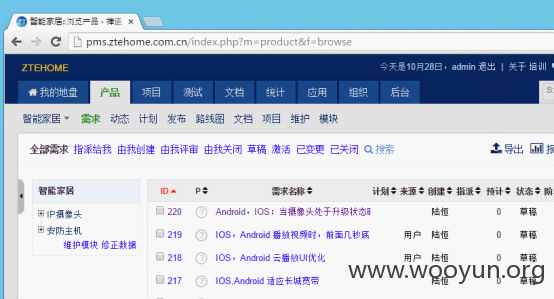 智能家居::浏览产品 - 禅道
pms.ztehome.com.cn/index.php?m=product&f=browse
ZTEHOME 今天是10月28日，admin 退出 | 关于 培训
我的地盘 产品 项目 测试 文档 统计 应用 组织 后台
智能家居 需求 动态 计划 发布 路线图 文档 项目 维护 模块
全部需求 指派给我 由我创建 由我评审 由我关闭 草稿 激活 已变更 已关闭 搜索 导出
智能家居
IP摄像头
安防主机
维护模块 修正数据
ID P 需求名称 计划 来源 创建 指派 预计 状态
220 Android，IOS：当摄像头处于升级状态时 陆恒 0 草稿
219 IOS，Android 播放视频时，前面几秒底 用户 陆恒 0 草稿
218 IOS，Android 云播放UI优化 用户 陆恒 0 草稿
217 IOS,Android 适应长城宽带 陆恒 0 草稿
www.wooyun.org